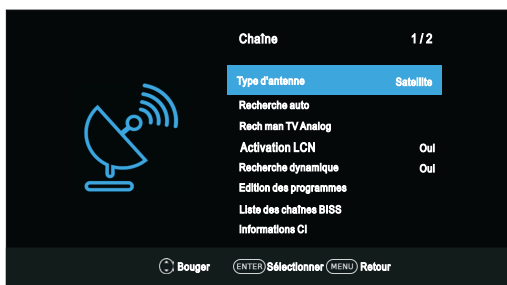 Chaîne 1 / 2
Type d'antenne Satellite
Recherche auto
Rech man TV Analog
Activation LCN Oui
Recherche dynamique Oui
Edition des programmes
Liste des chaînes BISS
Informations CI
Bouger ENTER Sélectionner MENU Retour